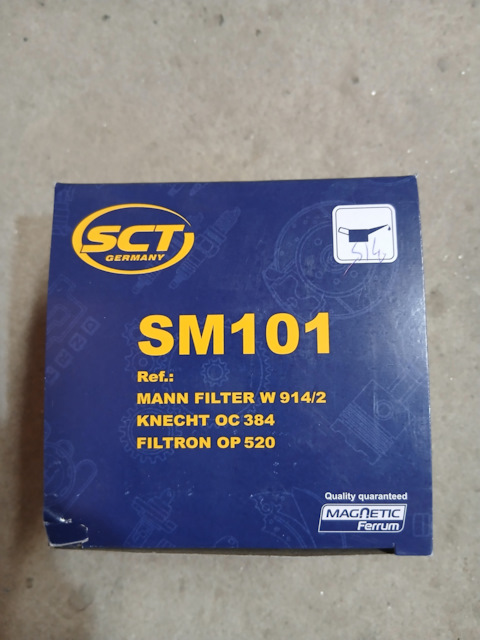 SCT
GERMANY
SM101
Ref.:
MANN FILTER W 914/2
KNECHT OC 384
FILTRON OP 520
Quality quaranteed
MAGNETIC
Ferrum